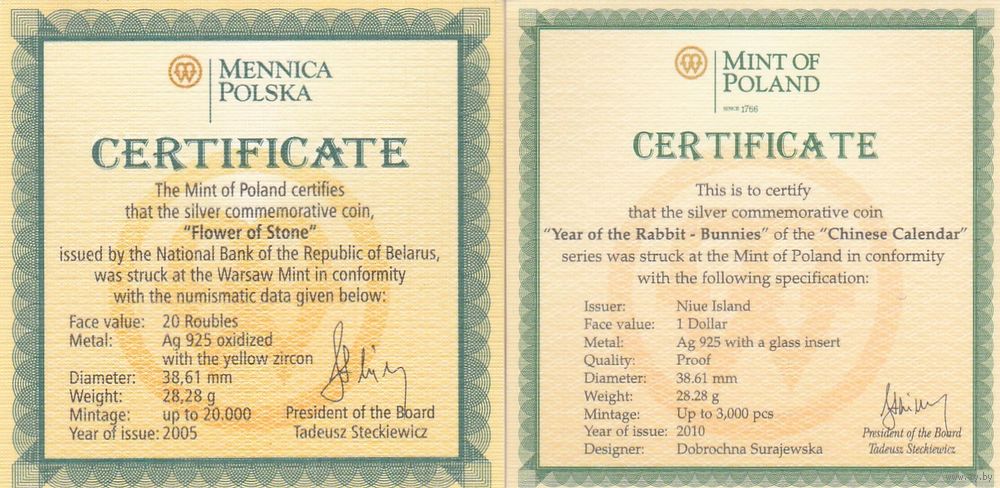 MENNICA
POLSKA
CERTIFICATE
The Mint of Poland certifies
that the silver commemorative coin,
“Flower of Stone”
issued by the National Bank of the Republic of Belarus,
was struck at the Warsaw Mint in conformity
with the numismatic data given below:
Face value: 20 Roubles
Metal: Ag 925 oxidized
with the yellow zircon
Diameter: 38,61 mm
Weight: 28,28 g
Mintage: up to 20.000
Year of issue: 2005
President of the Board
Tadeusz Steckiewicz
MINT OF
POLAND
SINCE 1766
CERTIFICATE
This is to certify
that the silver commemorative coin
“Year of the Rabbit - Bunnies” of the “Chinese Calendar”
series was struck at the Mint of Poland in conformity
with the following specification:
Issuer: Niue Island
Face value: 1 Dollar
Metal: Ag 925 with a glass insert
Quality: Proof
Diameter: 38.61 mm
Weight: 28.28 g
Mintage: Up to 3,000 pcs
Year of issue: 2010
Designer: Dobrochna Surajewska
President of the Board
Tadeusz Steckiewicz